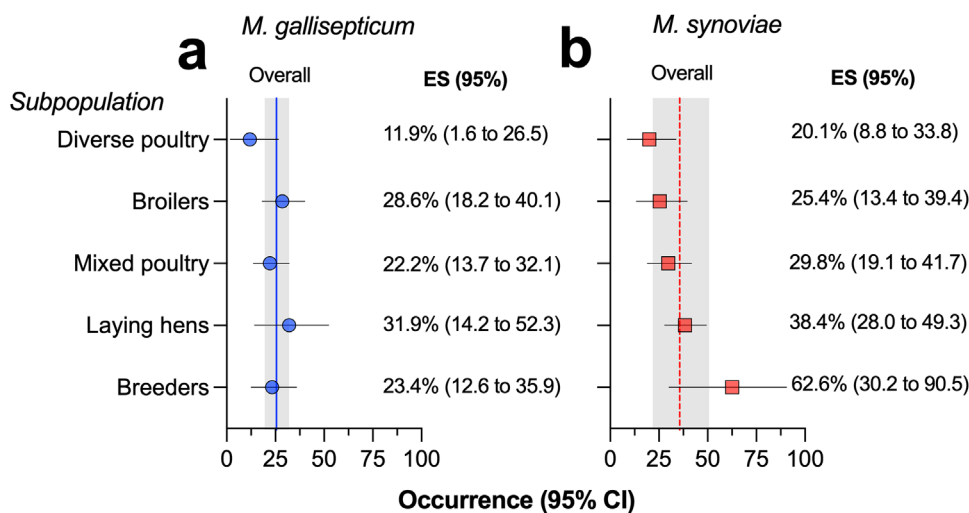 a
M. gallisepticum
Overall
ES (95%)
Subpopulation
Diverse poultry
11.9% (1.6 to 26.5)
Broilers
28.6% (18.2 to 40.1)
Mixed poultry
22.2% (13.7 to 32.1)
Laying hens
31.9% (14.2 to 52.3)
Breeders
23.4% (12.6 to 35.9)
0 25 50 75 100
b
M. synoviae
Overall
ES (95%)
20.1% (8.8 to 33.8)
25.4% (13.4 to 39.4)
29.8% (19.1 to 41.7)
38.4% (28.0 to 49.3)
62.6% (30.2 to 90.5)
0 25 50 75 100
Occurrence (95% CI)